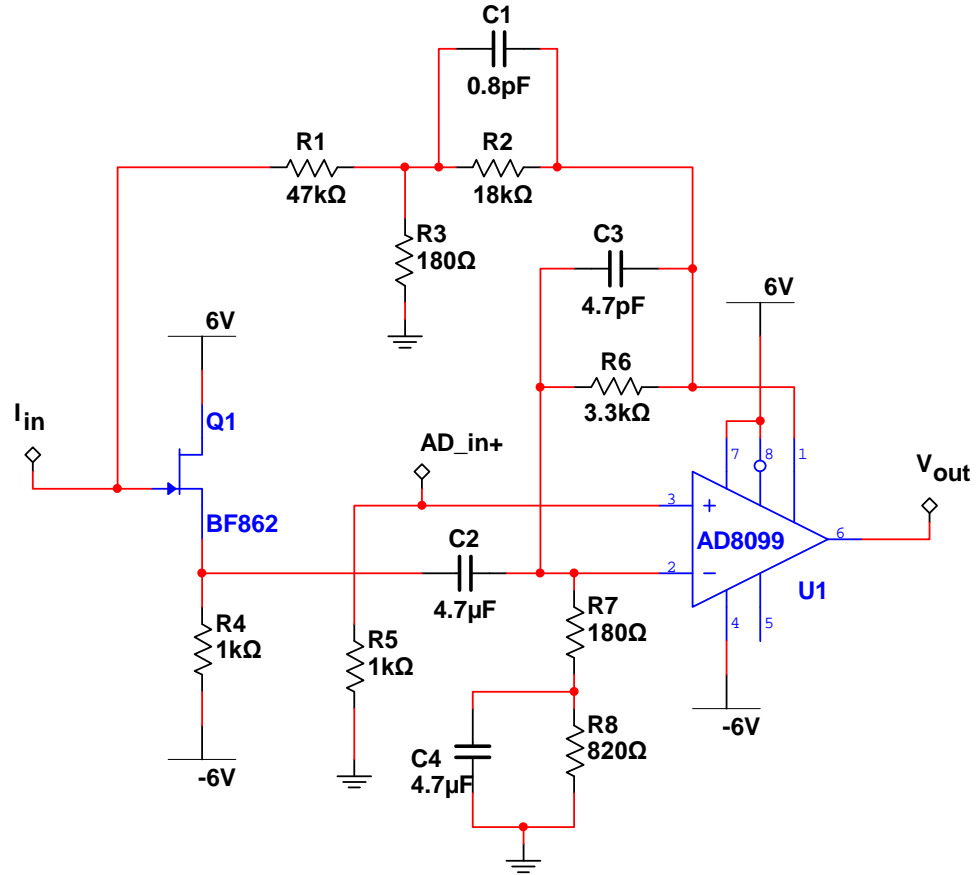 C1
0.8pF
R1
47kΩ
R2
18kΩ
R3
180Ω
C3
4.7pF
6V
6V
R6
3.3kΩ
Iin
Q1
AD_in+
7
8
1
Vout
3
+
BF862
AD8099
6
C2
4.7µF
2
−
U1
R7
180Ω
4
5
R4
1kΩ
R5
1kΩ
-6V
R8
820Ω
C4
4.7µF
-6V